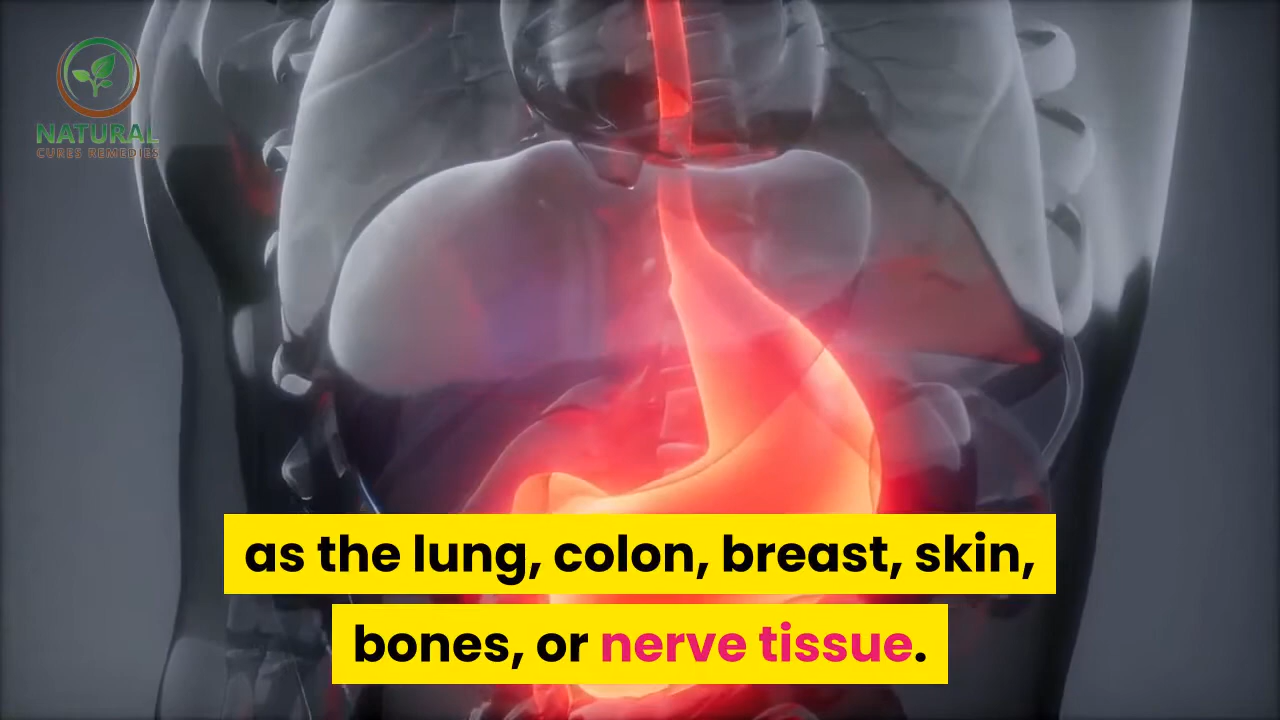 NATURAL
CURES REMEDIES
as the lung, colon, breast, skin,
bones, or nerve tissue.